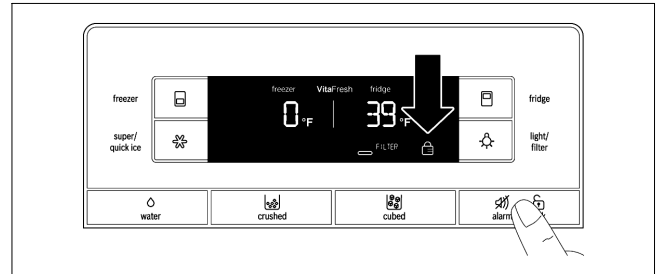 freezer VitaFresh fridge
freezer
0°F 39°F
fridge
super/
quick ice
FILTER
light/
filter
water crushed cubed alarm